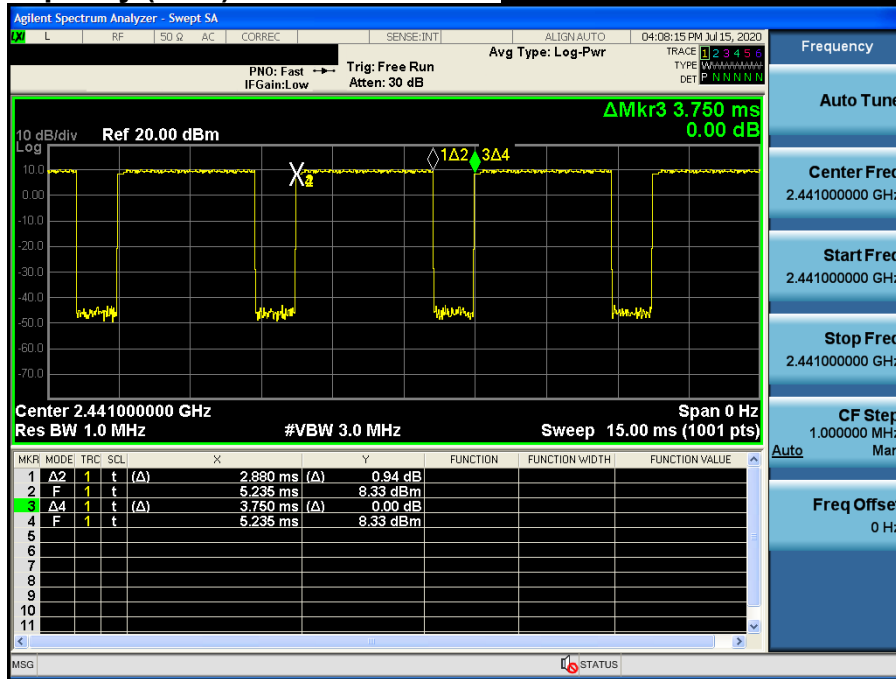 Agilent Spectrum Analyzer - Swept SA
LXI L RF 50 Ω AC CORREC SENSE:INT ALIGN AUTO 04:08:15 PM Jul 15, 2020
Avg Type: Log-Pwr TRACE 1 2 3 4 5 6
PNO: Fast Trig: Free Run TYPE W
IFGain:Low Atten: 30 dB DET P N N N N N
Frequency
ΔMkr3 3.750 ms
0.00 dB
10 dB/div Ref 20.00 dBm
Log
1Δ2 3Δ4
10.0
0.00
-10.0
-20.0
-30.0
-40.0
-50.0
-60.0
-70.0
Center 2.441000000 GHz Span 0 Hz
Res BW 1.0 MHz #VBW 3.0 MHz Sweep 15.00 ms (1001 pts)
MKR MODE TRC SCL X Y FUNCTION FUNCTION WIDTH FUNCTION VALUE
1 Δ2 1 t (Δ) 2.880 ms (Δ) 0.94 dB
2 F 1 t 5.235 ms 8.33 dBm
3 Δ4 1 t (Δ) 3.750 ms (Δ) 0.00 dB
4 F 1 t 5.235 ms 8.33 dBm
5
6
7
8
9
10
11
MSG STATUS
Auto Tune
Center Freq
2.441000000 GHz
Start Freq
2.441000000 GHz
Stop Freq
2.441000000 GHz
CF Step
1.000000 MHz
Auto Man
Freq Offset
0 Hz